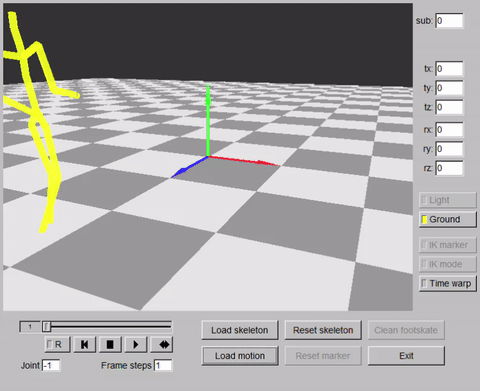 sub: 0
tx: 0
ty: 0
tz: 0
rx: 0
ry: 0
rz: 0
Light
Ground
IK marker
IK mode
Time warp
1
R
Joint -1 Frame steps 1
Load skeleton Reset skeleton Clean footskate
Load motion Reset marker Exit